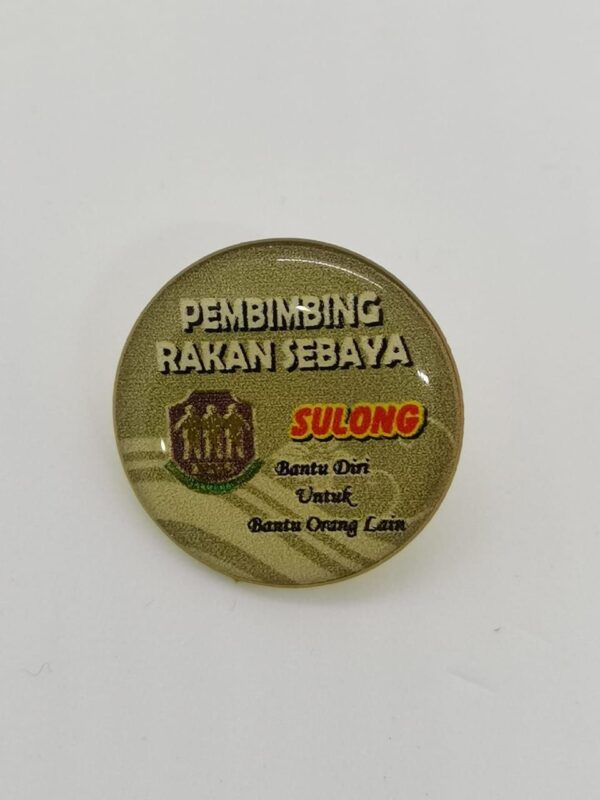 PEMBIMBING
RAKAN SEBAYA
SULONG
Bantu Diri
Untuk
Bantu Orang Lain